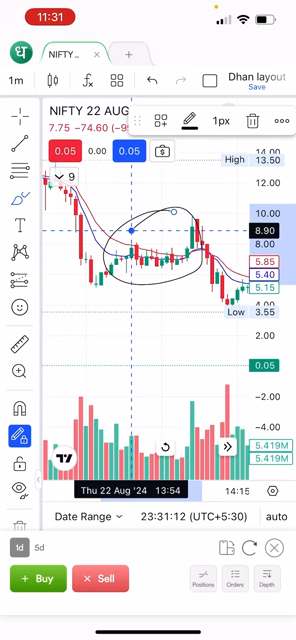 11:31
ध
NIFTY ..
1m
Dhan layout
Save
NIFTY 22 AUG
7.75 −74.60 (−9
1px
0.05 0.00 0.05
9
14.00
High 13.50
12.00
10.00
8.90
8.00
5.85
5.40
5.15
4.00
Low 3.55
2.00
0.05
−2.00
−4.00
5.419M
5.419M
Thu 22 Aug '24 13:54
14:15
Date Range 23:31:12 (UTC+5:30) auto
1d 5d
+ Buy × Sell
Positions Orders Depth